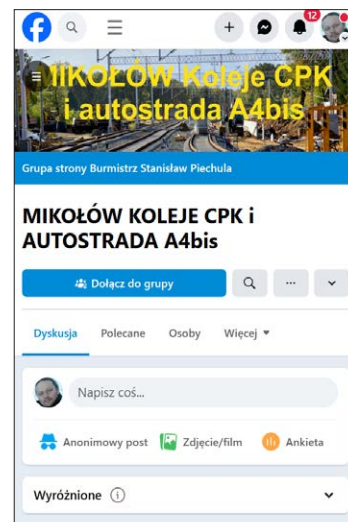 12
MIKOŁÓW Koleje CPK
i autostrada A4bis
Grupa strony Burmistrz Stanisław Piechula
MIKOŁÓW KOLEJE CPK i
AUTOSTRADA A4bis
Dołącz do grupy
Dyskusja Polecane Osoby Więcej
Napisz coś...
Anonimowy post Zdjęcie/film Ankieta
Wyróżnione